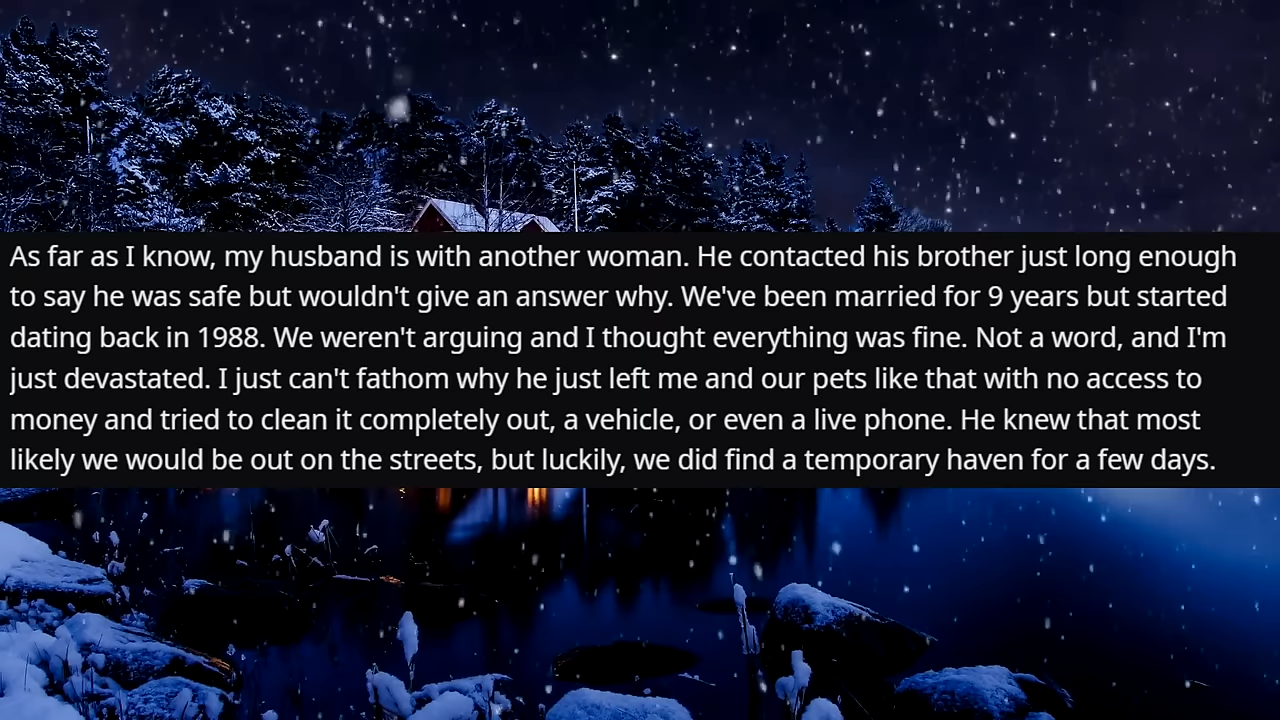 As far as I know, my husband is with another woman. He contacted his brother just long enough
to say he was safe but wouldn't give an answer why. We've been married for 9 years but started
dating back in 1988. We weren't arguing and I thought everything was fine. Not a word, and I'm
just devastated. I just can't fathom why he just left me and our pets like that with no access to
money and tried to clean it completely out, a vehicle, or even a live phone. He knew that most
likely we would be out on the streets, but luckily, we did find a temporary haven for a few days.